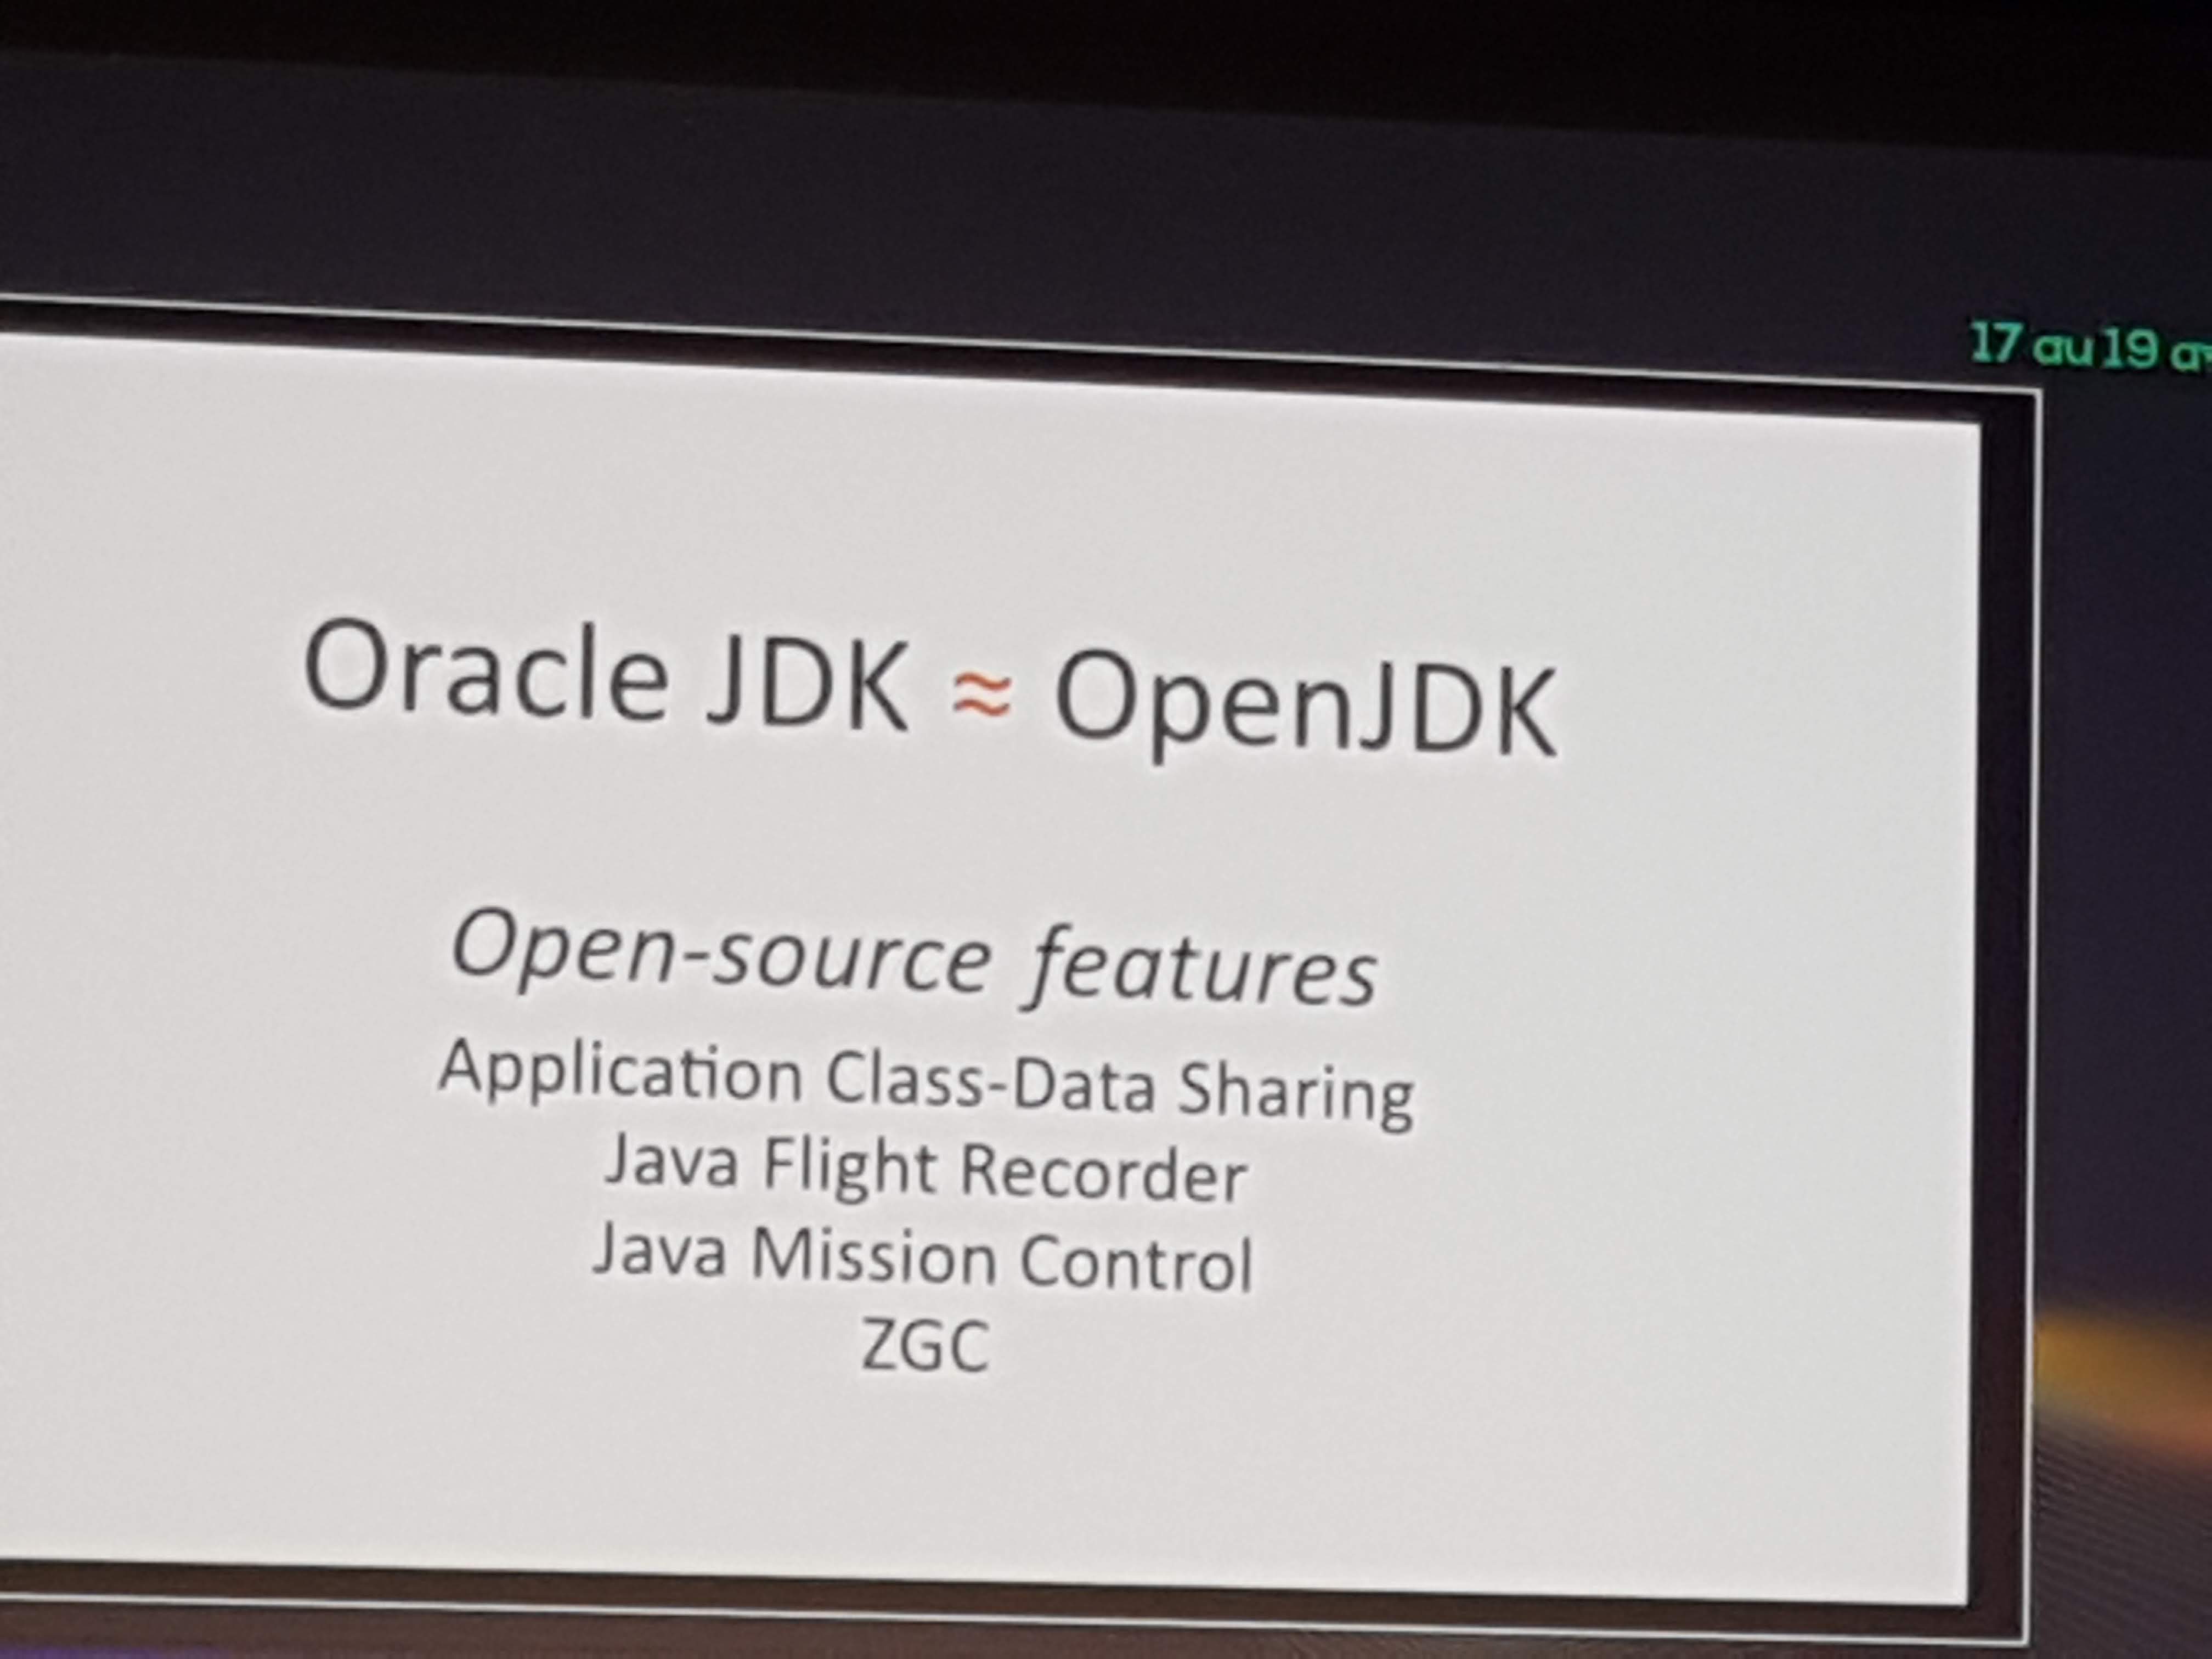 17 au 19
Oracle JDK ≈ OpenJDK
Open-source features
Application Class-Data Sharing
Java Flight Recorder
Java Mission Control
ZGC